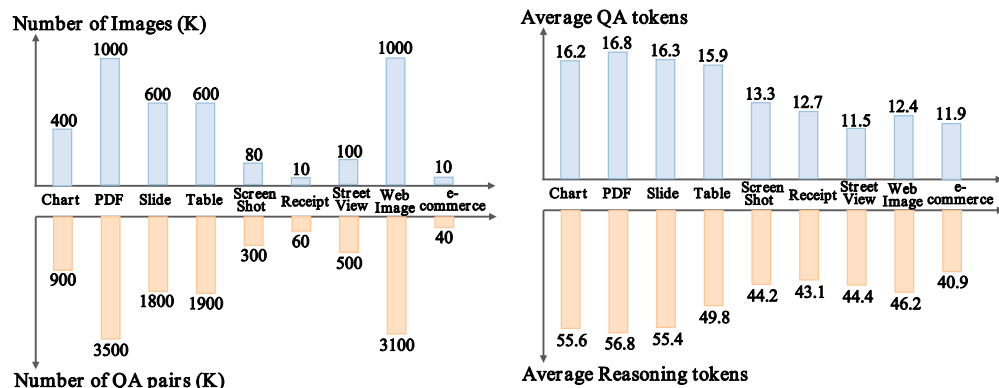 Number of Images (K)
400
1000
600
600
80
10
100
1000
10
Chart
PDF
Slide
Table
Screen
Shot
Receipt
Street
View
Web
Image
e-
commerce
900
3500
1800
1900
300
60
500
3100
40
Number of QA pairs (K)
Average QA tokens
16.2
16.8
16.3
15.9
13.3
12.7
11.5
12.4
11.9
Chart
PDF
Slide
Table
Screen
Shot
Receipt
Street
View
Web
Image
e-
commerce
55.6
56.8
55.4
49.8
44.2
43.1
44.4
46.2
40.9
Average Reasoning tokens